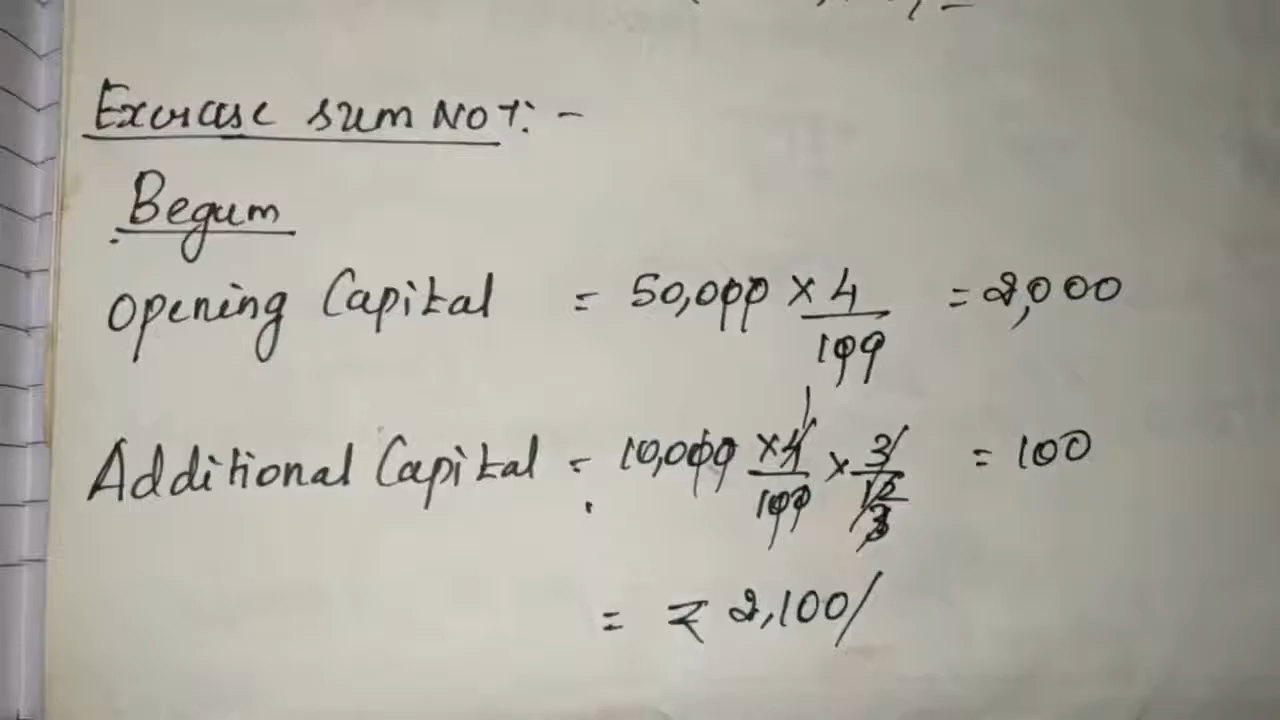 Exercise sum No 7: -
Begum
Opening Capital = 50,000 × 4/100 = 2,000
Additional Capital = 10,000 × 4/100 × 3/12 = 100
= ₹ 2,100/